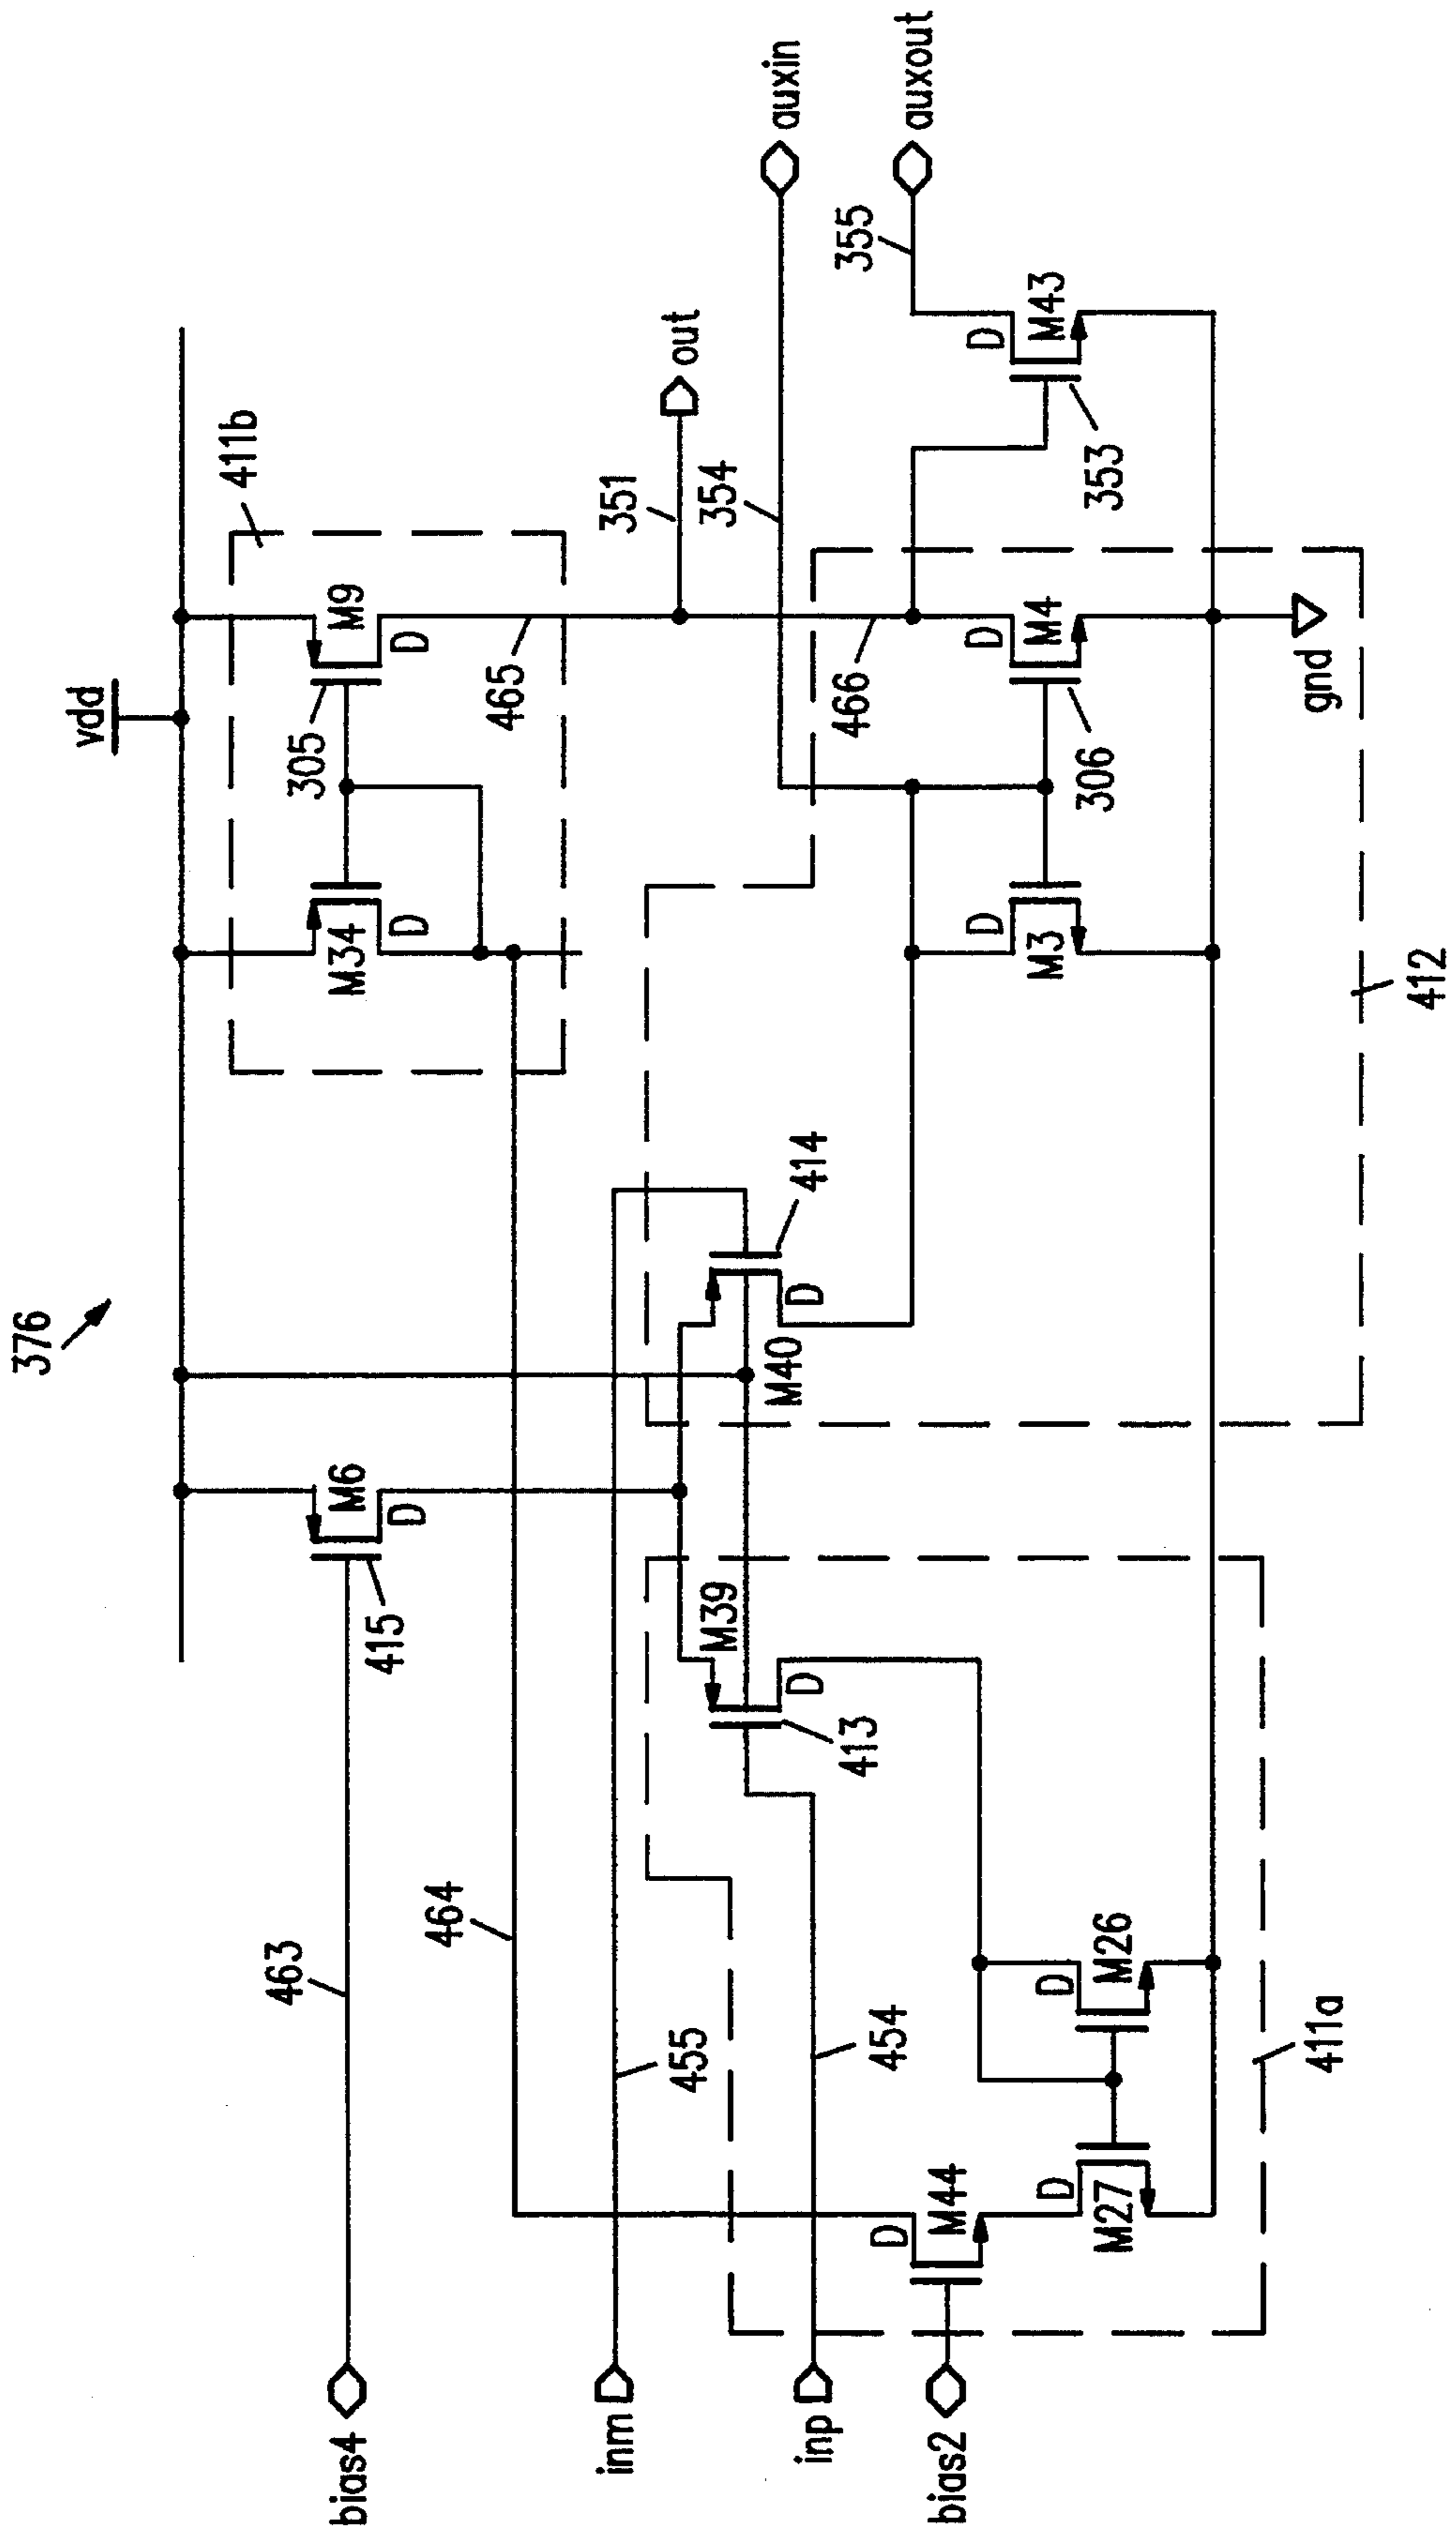 376
vdd
411b
M34
D
305
M9
D
M6
D
415
463
bias4
464
465
351
out
354
auxin
355
auxout
inm
455
inp
454
M39
D
413
M40
D
414
466
D
M4
306
D
M3
D
M43
353
gnd
412
bias2
D
M44
D
M27
D
M26
411a